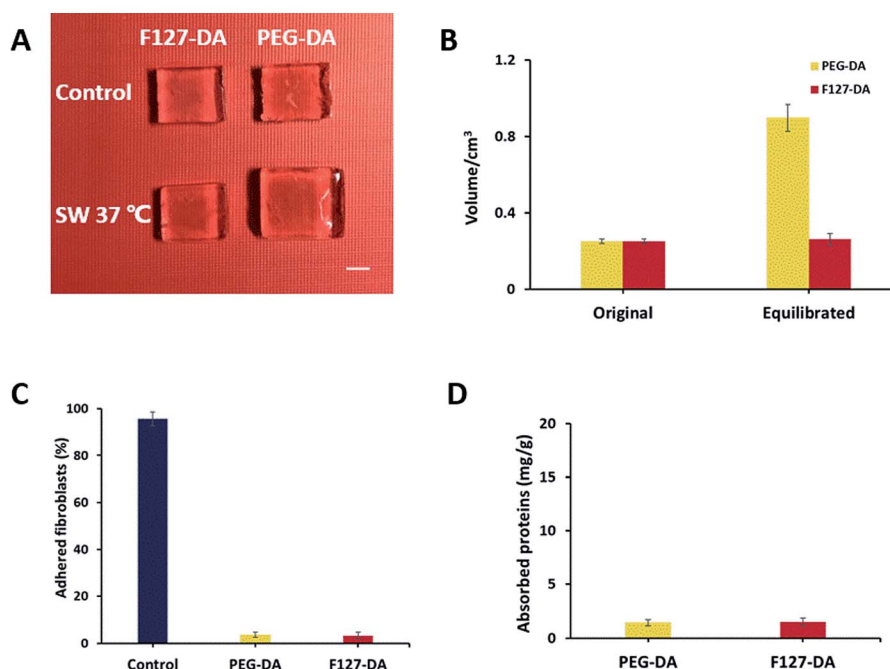 A
F127-DA PEG-DA
Control
SW 37 ℃
B
1.2
0.8
0.4
0
Volume/cm³
PEG-DA
F127-DA
Original Equilibrated
C
100
80
60
40
20
0
Adhered fibroblasts (%)
Control PEG-DA F127-DA
D
20
15
10
5
0
Absorbed proteins (mg/g)
PEG-DA F127-DA